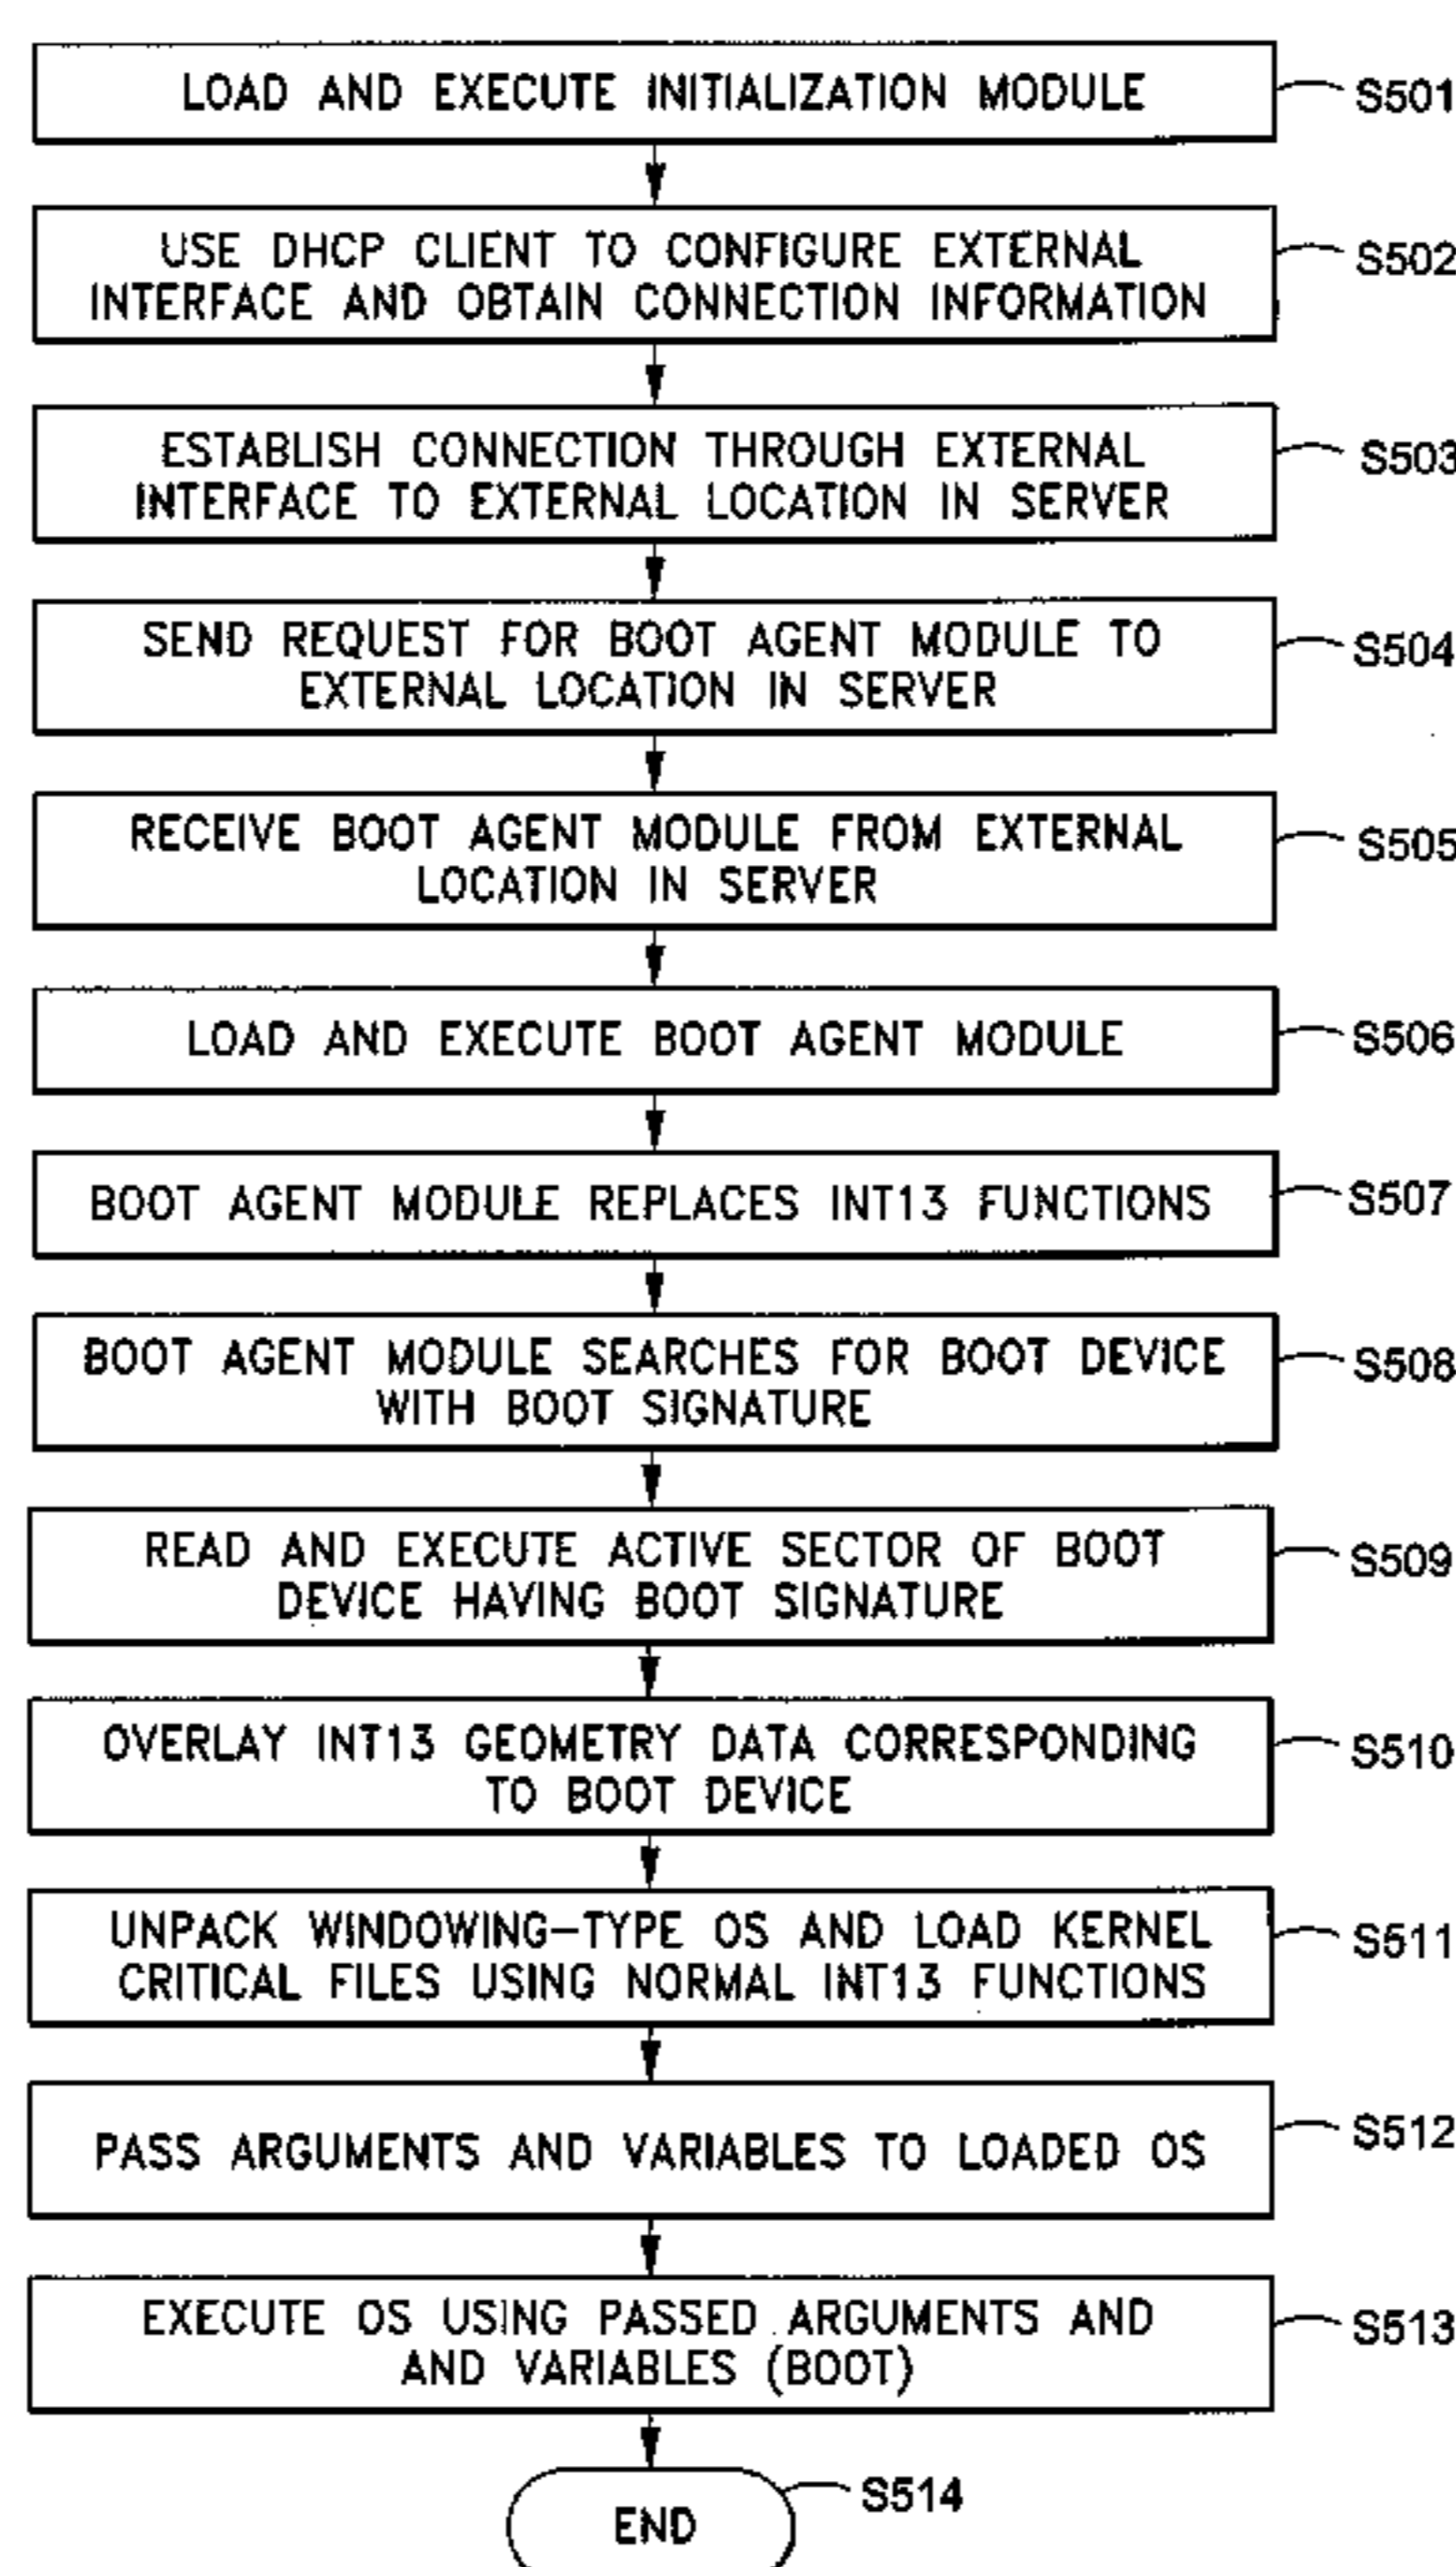 LOAD AND EXECUTE INITIALIZATION MODULE
S501
USE DHCP CLIENT TO CONFIGURE EXTERNAL
INTERFACE AND OBTAIN CONNECTION INFORMATION
S502
ESTABLISH CONNECTION THROUGH EXTERNAL
INTERFACE TO EXTERNAL LOCATION IN SERVER
S503
SEND REQUEST FOR BOOT AGENT MODULE TO
EXTERNAL LOCATION IN SERVER
S504
RECEIVE BOOT AGENT MODULE FROM EXTERNAL
LOCATION IN SERVER
S505
LOAD AND EXECUTE BOOT AGENT MODULE
S506
BOOT AGENT MODULE REPLACES INT13 FUNCTIONS
S507
BOOT AGENT MODULE SEARCHES FOR BOOT DEVICE
WITH BOOT SIGNATURE
S508
READ AND EXECUTE ACTIVE SECTOR OF BOOT
DEVICE HAVING BOOT SIGNATURE
S509
OVERLAY INT13 GEOMETRY DATA CORRESPONDING
TO BOOT DEVICE
S510
UNPACK WINDOWING-TYPE OS AND LOAD KERNEL
CRITICAL FILES USING NORMAL INT13 FUNCTIONS
S511
PASS ARGUMENTS AND VARIABLES TO LOADED OS
S512
EXECUTE OS USING PASSED ARGUMENTS AND
AND VARIABLES (BOOT)
S513
END
S514